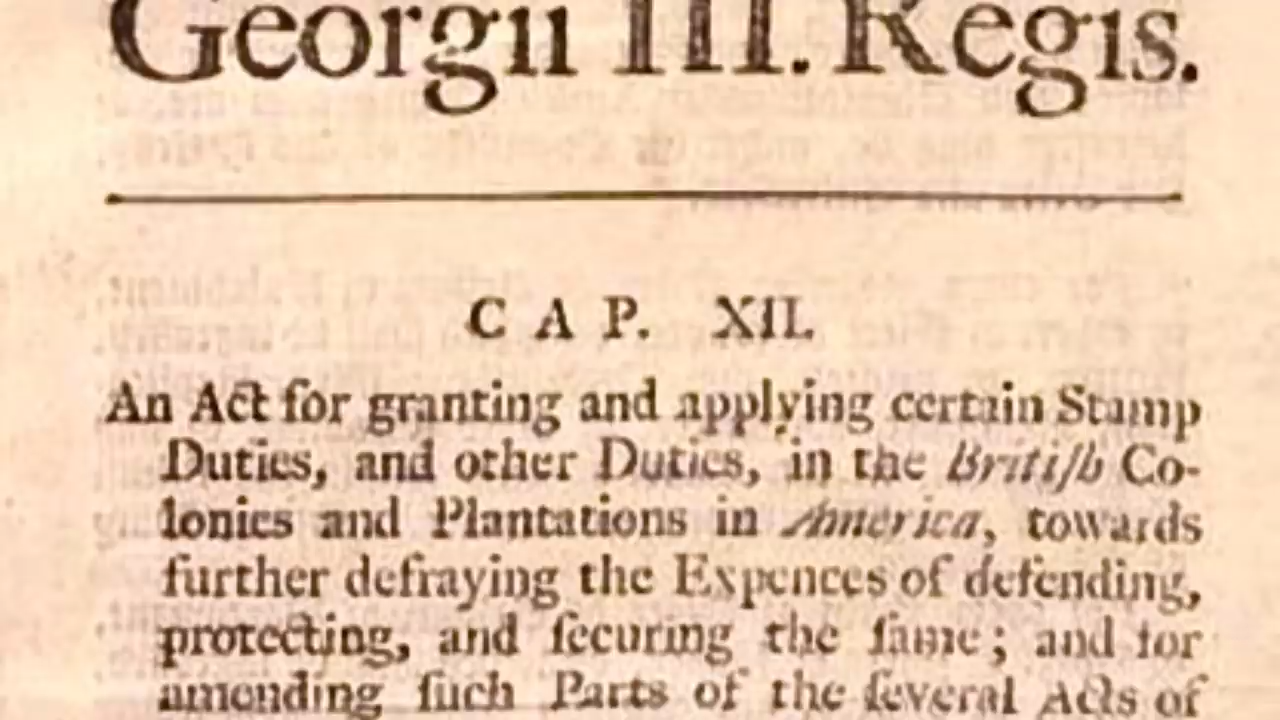 Georgii III. Regis.
C A P. XII.
An Act for granting and applying certain Stamp
Duties, and other Duties, in the Britiſh Co-
lonies and Plantations in America, towards
further defraying the Expences of defending,
protecting, and ſecuring the ſame; and for
amending ſuch Parts of the ſeveral Acts of